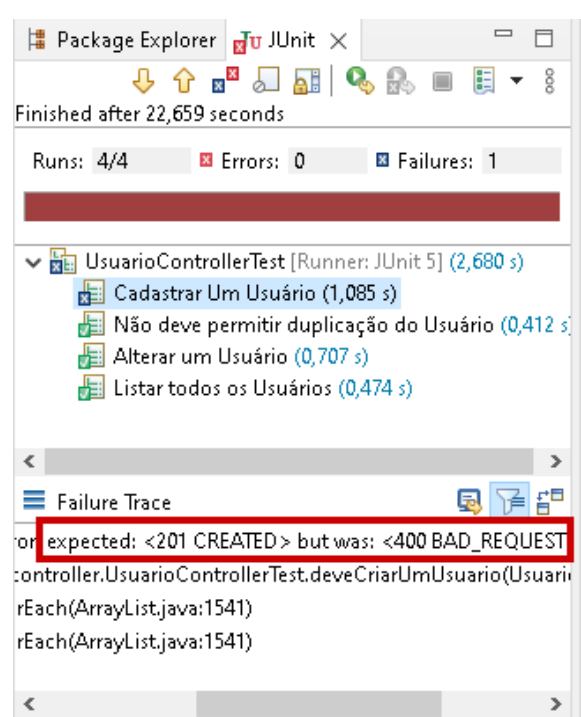 Package Explorer JUnit
Finished after 22,659 seconds
Runs: 4/4 Errors: 0 Failures: 1
UsuarioControllerTest [Runner: JUnit 5] (2,680 s)
Cadastrar Um Usuário (1,085 s)
Não deve permitir duplicação do Usuário (0,412 s
Alterar um Usuário (0,707 s)
Listar todos os Usuários (0,474 s)
Failure Trace
or expected: <201 CREATED> but was: <400 BAD_REQUEST
controller.UsuarioControllerTest.deveCriarUmUsuario(Usuari
rEach(ArrayList.java:1541)
rEach(ArrayList.java:1541)